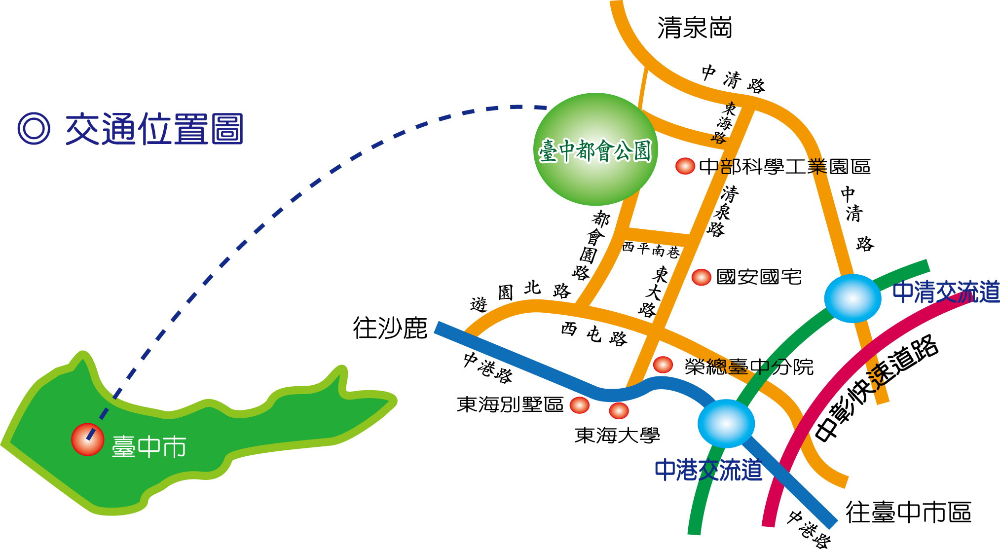 清泉崗
中清路
◎ 交通位置圖
東海路
臺中都會公園
中部科學工業園區
清泉路
中清路
都會園路
西平南巷
東大路
國安國宅
中清交流道
遊園北路
往沙鹿
西屯路
中港路
榮總臺中分院
中彰快速道路
東海別墅區
東海大學
臺中市
中港交流道
往臺中市區
中港路